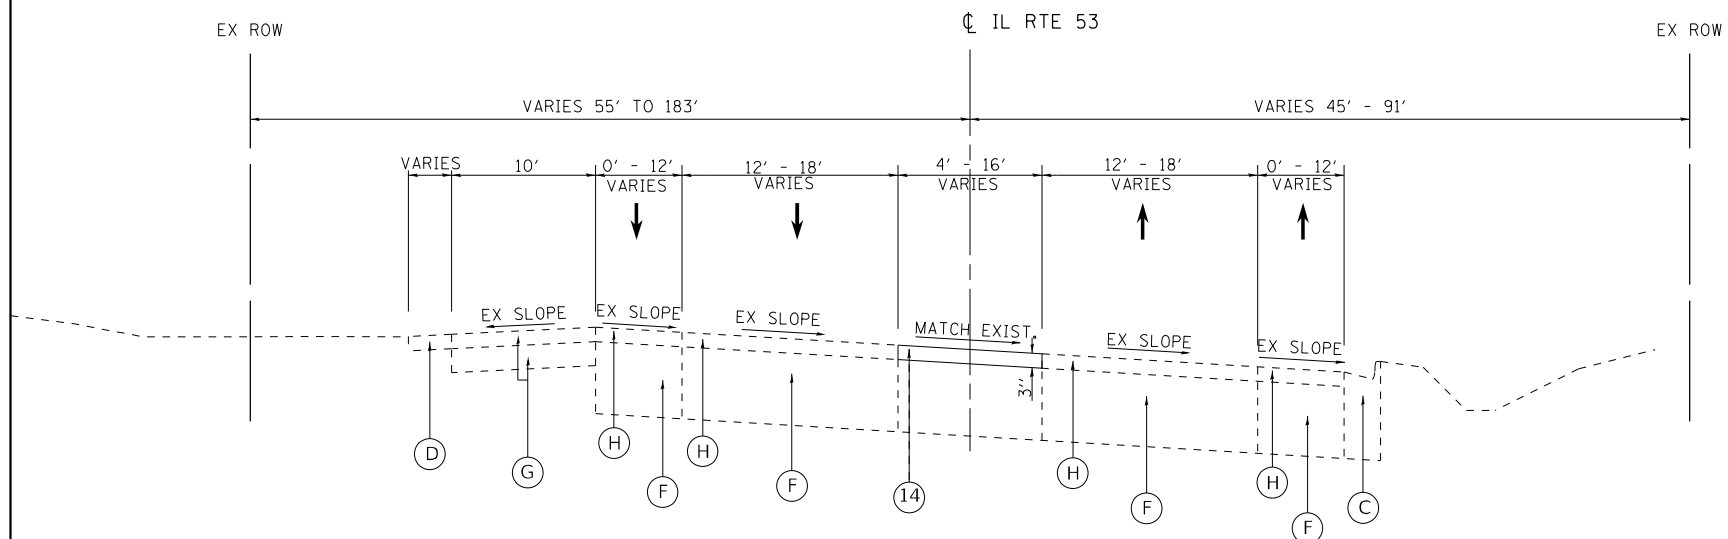 ℄ IL RTE 53
EX ROW
EX ROW
VARIES 55' TO 183'
VARIES 45' - 91'
VARIES
10'
0' - 12'
VARIES
12' - 18'
VARIES
4' - 16'
VARIES
12' - 18'
VARIES
0' - 12'
VARIES
EX SLOPE
EX SLOPE
EX SLOPE
MATCH EXIST.
EX SLOPE
EX SLOPE
3"
D
G
H
F
H
F
14
H
F
H
F
C